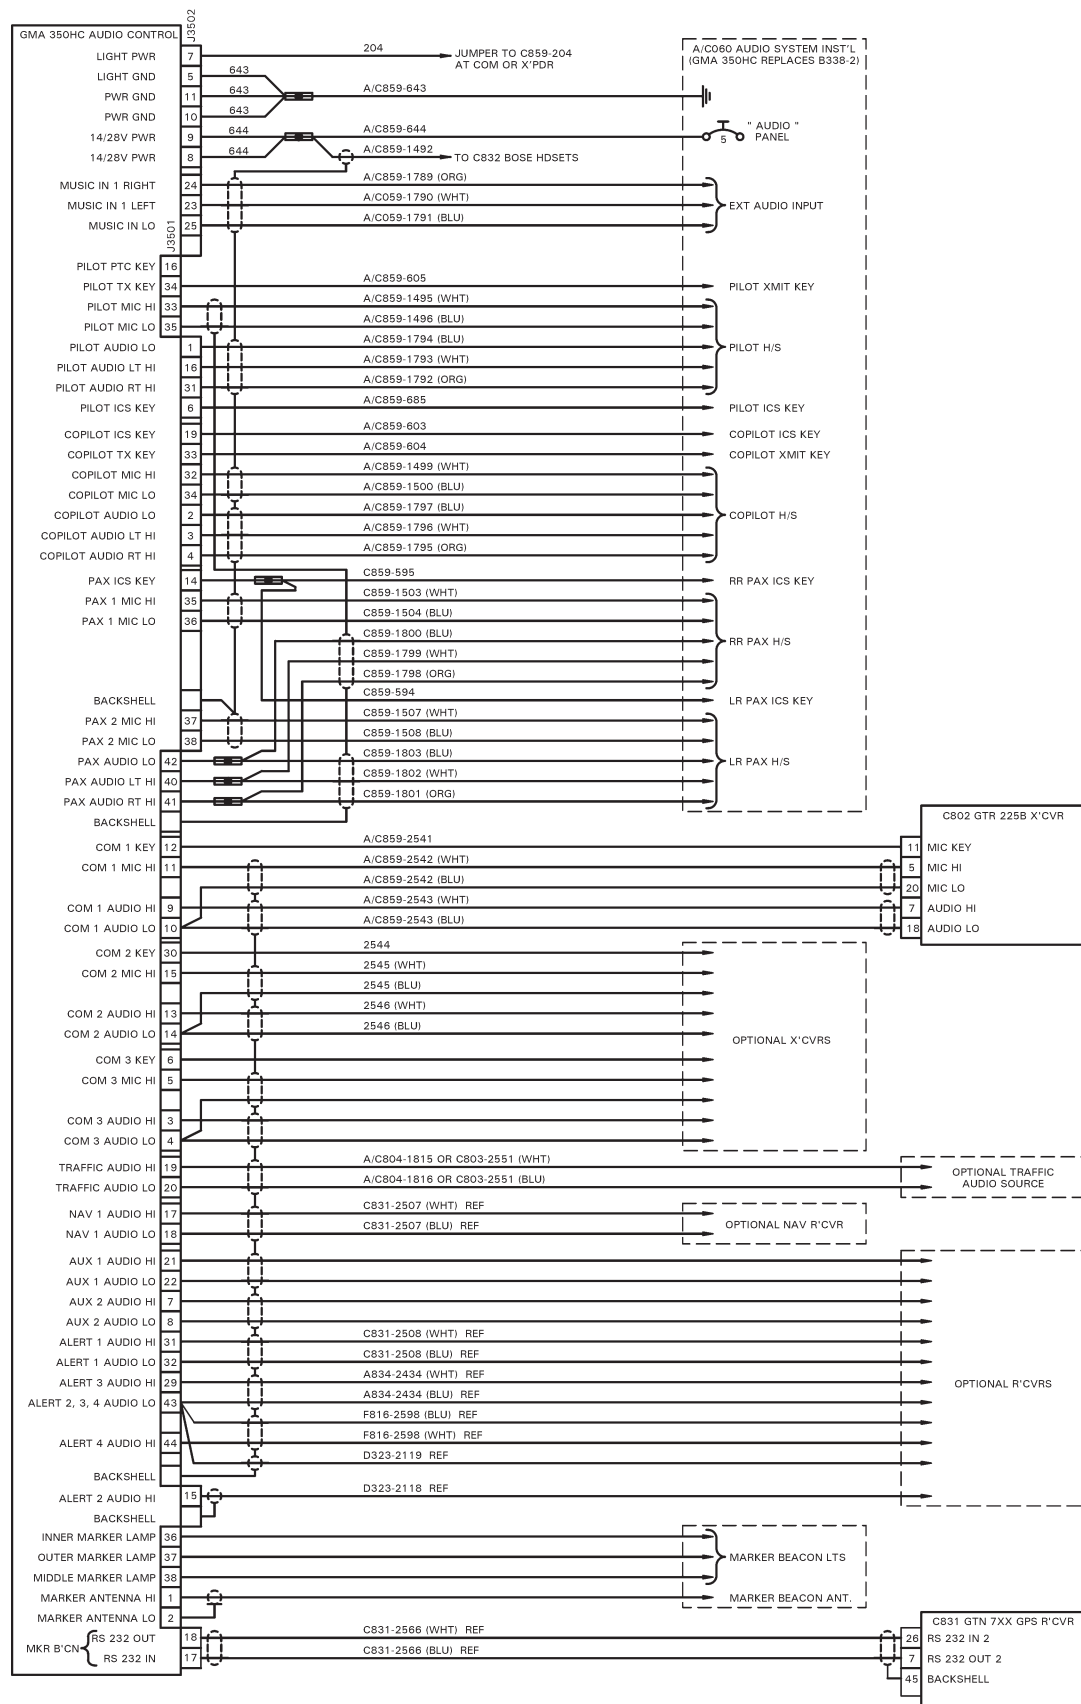 J3502
GMA 350HC AUDIO CONTROL
LIGHT PWR 7 204 JUMPER TO C859-204
AT COM OR X'PDR
A/C060 AUDIO SYSTEM INST'L
(GMA 350HC REPLACES B338-2)
LIGHT GND 5 643
PWR GND 11 643 A/C859-643
PWR GND 10 643
14/28V PWR 9 644 A/C859-644 5 " AUDIO "
PANEL
14/28V PWR 8 644 A/C859-1492 TO C832 BOSE HDSETS
MUSIC IN 1 RIGHT 24 A/C859-1789 (ORG)
MUSIC IN 1 LEFT 23 A/C059-1790 (WHT) EXT AUDIO INPUT
MUSIC IN LO 25 A/C059-1791 (BLU)
J3501
PILOT PTC KEY 16
PILOT TX KEY 34 A/C859-605 PILOT XMIT KEY
PILOT MIC HI 33 A/C859-1495 (WHT)
PILOT MIC LO 35 A/C859-1496 (BLU)
PILOT AUDIO LO 1 A/C859-1794 (BLU) PILOT H/S
PILOT AUDIO LT HI 16 A/C859-1793 (WHT)
PILOT AUDIO RT HI 31 A/C859-1792 (ORG)
PILOT ICS KEY 6 A/C859-685 PILOT ICS KEY
COPILOT ICS KEY 19 A/C859-603 COPILOT ICS KEY
COPILOT TX KEY 33 A/C859-604 COPILOT XMIT KEY
COPILOT MIC HI 32 A/C859-1499 (WHT)
COPILOT MIC LO 34 A/C859-1500 (BLU)
COPILOT AUDIO LO 2 A/C859-1797 (BLU) COPILOT H/S
COPILOT AUDIO LT HI 3 A/C859-1796 (WHT)
COPILOT AUDIO RT HI 4 A/C859-1795 (ORG)
PAX ICS KEY 14 C859-595 RR PAX ICS KEY
PAX 1 MIC HI 35 C859-1503 (WHT)
PAX 1 MIC LO 36 C859-1504 (BLU)
C859-1800 (BLU) RR PAX H/S
C859-1799 (WHT)
C859-1798 (ORG)
BACKSHELL C859-594 LR PAX ICS KEY
PAX 2 MIC HI 37 C859-1507 (WHT)
PAX 2 MIC LO 38 C859-1508 (BLU)
PAX AUDIO LO 42 C859-1803 (BLU) LR PAX H/S
PAX AUDIO LT HI 40 C859-1802 (WHT)
PAX AUDIO RT HI 41 C859-1801 (ORG)
BACKSHELL
C802 GTR 225B X'CVR
COM 1 KEY 12 A/C859-2541 11 MIC KEY
COM 1 MIC HI 11 A/C859-2542 (WHT) 5 MIC HI
A/C859-2542 (BLU) 20 MIC LO
COM 1 AUDIO HI 9 A/C859-2543 (WHT) 7 AUDIO HI
COM 1 AUDIO LO 10 A/C859-2543 (BLU) 18 AUDIO LO
COM 2 KEY 30 2544
COM 2 MIC HI 15 2545 (WHT)
2545 (BLU)
COM 2 AUDIO HI 13 2546 (WHT)
COM 2 AUDIO LO 14 2546 (BLU)
OPTIONAL X'CVRS
COM 3 KEY 6
COM 3 MIC HI 5
COM 3 AUDIO HI 3
COM 3 AUDIO LO 4
TRAFFIC AUDIO HI 19 A/C804-1815 OR C803-2551 (WHT)
TRAFFIC AUDIO LO 20 A/C804-1816 OR C803-2551 (BLU)
OPTIONAL TRAFFIC
AUDIO SOURCE
NAV 1 AUDIO HI 17 C831-2507 (WHT) REF
NAV 1 AUDIO LO 18 C831-2507 (BLU) REF
OPTIONAL NAV R'CVR
AUX 1 AUDIO HI 21
AUX 1 AUDIO LO 22
AUX 2 AUDIO HI 7
AUX 2 AUDIO LO 8
ALERT 1 AUDIO HI 31 C831-2508 (WHT) REF
ALERT 1 AUDIO LO 32 C831-2508 (BLU) REF
ALERT 3 AUDIO HI 29 A834-2434 (WHT) REF OPTIONAL R'CVRS
ALERT 2, 3, 4 AUDIO LO 43 A834-2434 (BLU) REF
F816-2598 (BLU) REF
ALERT 4 AUDIO HI 44 F816-2598 (WHT) REF
D323-2119 REF
BACKSHELL
ALERT 2 AUDIO HI 15 D323-2118 REF
BACKSHELL
INNER MARKER LAMP 36
OUTER MARKER LAMP 37 MARKER BEACON LTS
MIDDLE MARKER LAMP 38
MARKER ANTENNA HI 1 MARKER BEACON ANT.
MARKER ANTENNA LO 2
C831 GTN 7XX GPS R'CVR
MKR B'CN
RS 232 OUT 18 C831-2566 (WHT) REF 26 RS 232 IN 2
RS 232 IN 17 C831-2566 (BLU) REF 7 RS 232 OUT 2
45 BACKSHELL